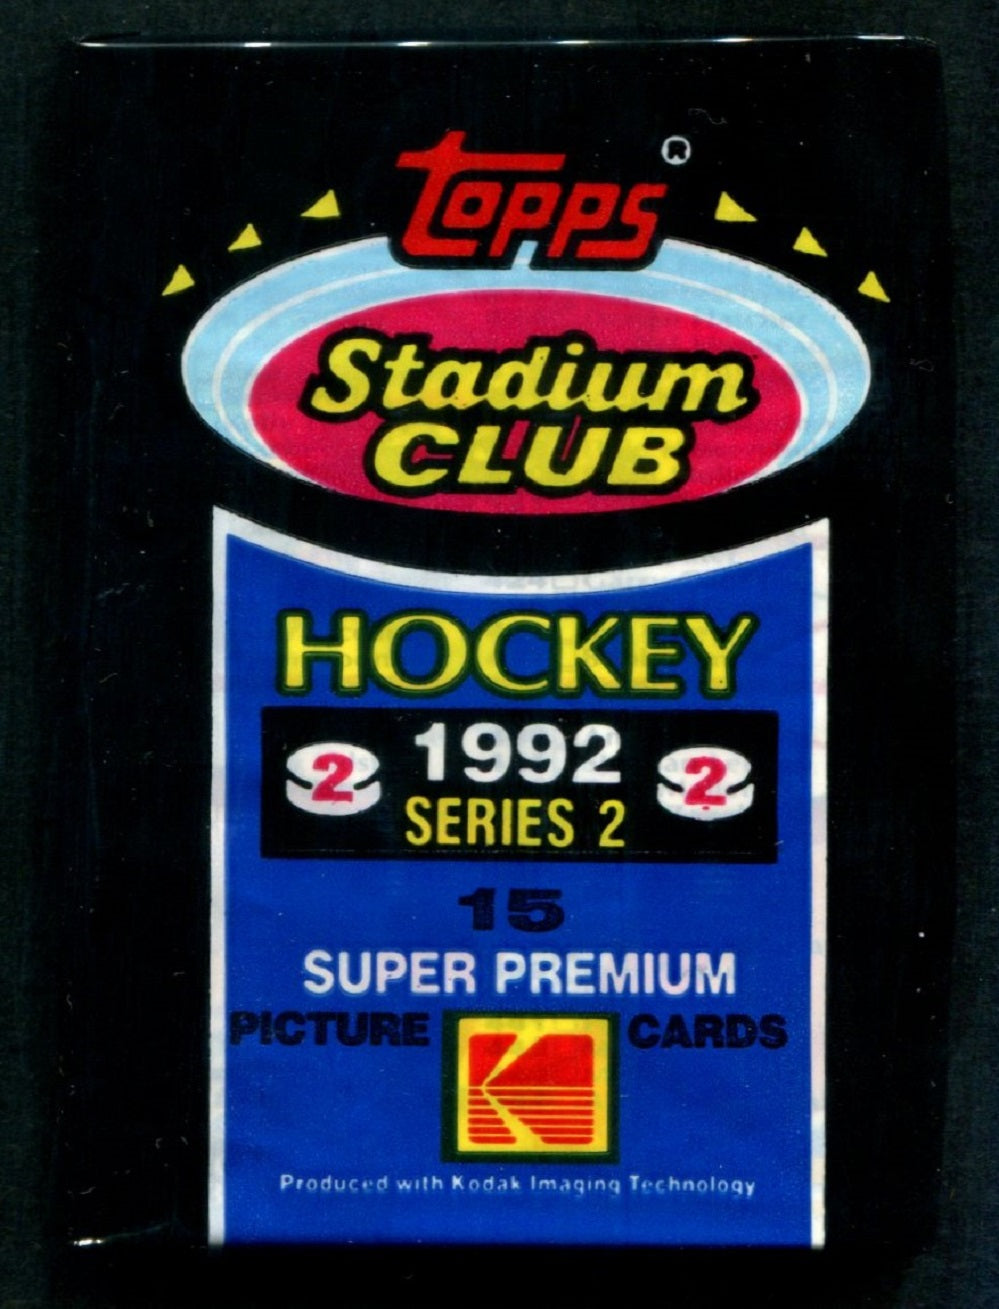 TOPPS ®
Stadium
CLUB
HOCKEY
1992
2 2
SERIES 2
15
SUPER PREMIUM
PICTURE CARDS
Produced with Kodak Imaging Technology